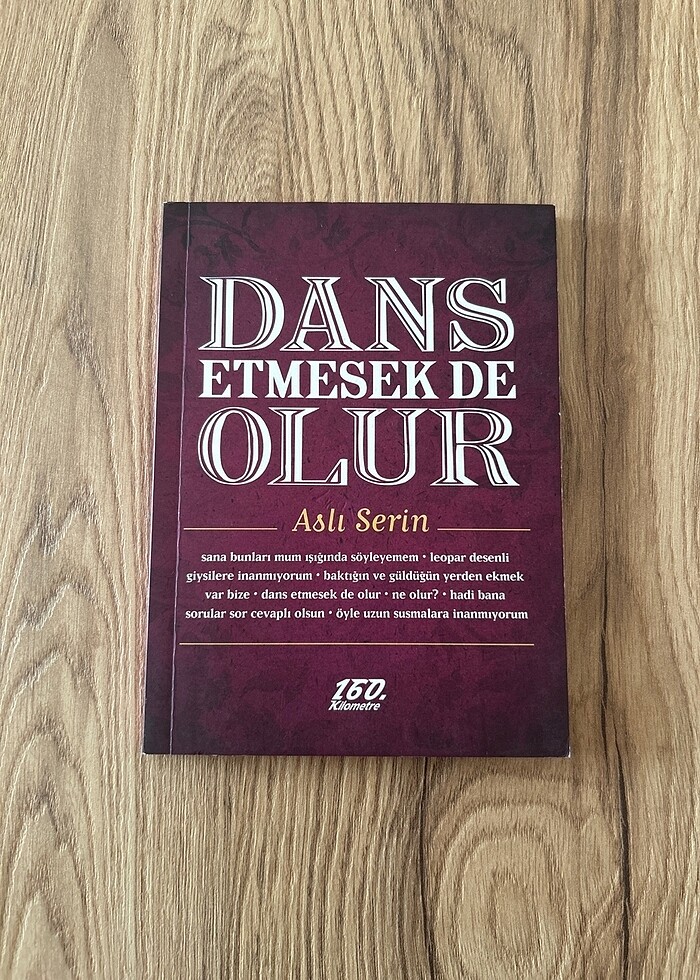 DANS
ETMESEK DE
OLUR
Aslı Serin
sana bunları mum ışığında söyleyemem • leopar desenli
giysilere inanmıyorum • baktığın ve güldüğün yerden ekmek
var bize • dans etmesek de olur • ne olur? • hadi bana
sorular sor cevaplı olsun • öyle uzun susmalara inanmıyorum
160.
Kilometre